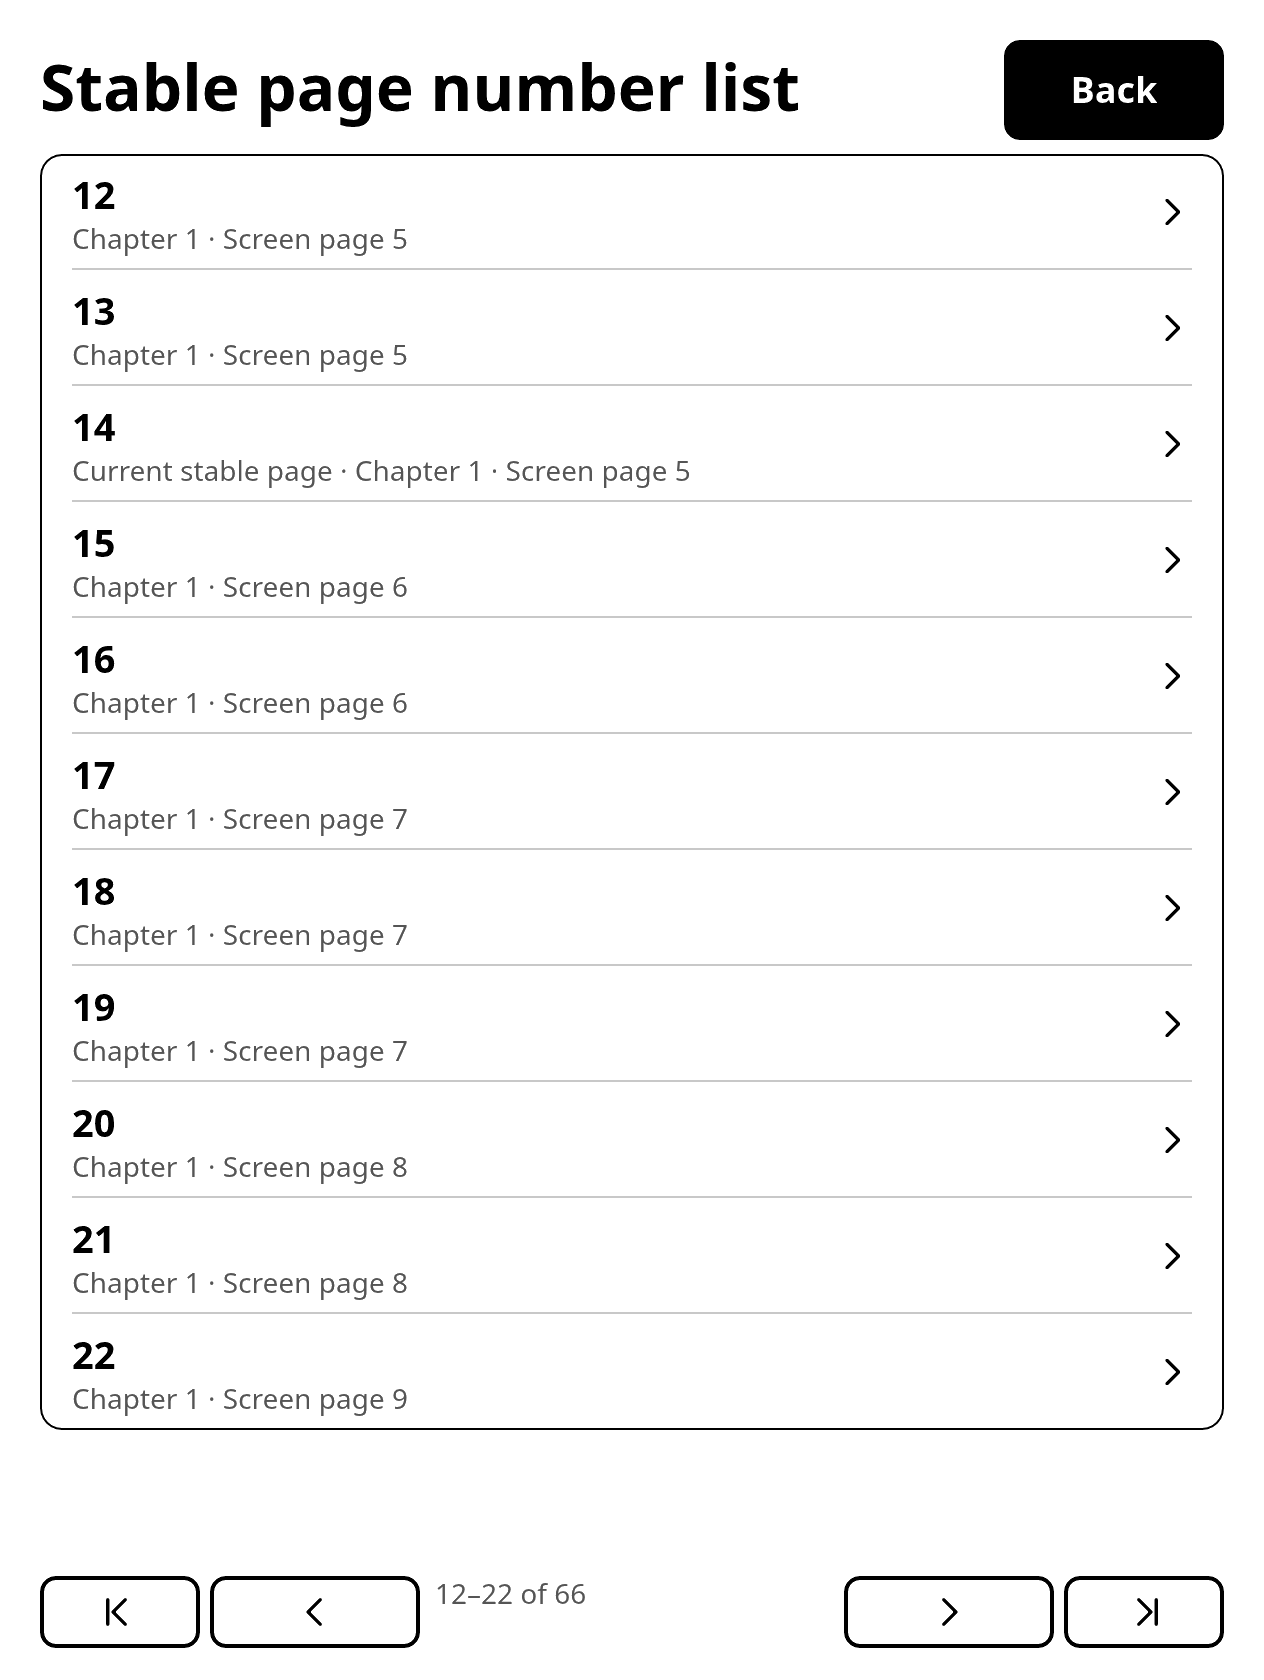 Stable page number list
Back
12
Chapter 1 · Screen page 5
13
Chapter 1 · Screen page 5
14
Current stable page · Chapter 1 · Screen page 5
15
Chapter 1 · Screen page 6
16
Chapter 1 · Screen page 6
17
Chapter 1 · Screen page 7
18
Chapter 1 · Screen page 7
19
Chapter 1 · Screen page 7
20
Chapter 1 · Screen page 8
21
Chapter 1 · Screen page 8
22
Chapter 1 · Screen page 9
12–22 of 66